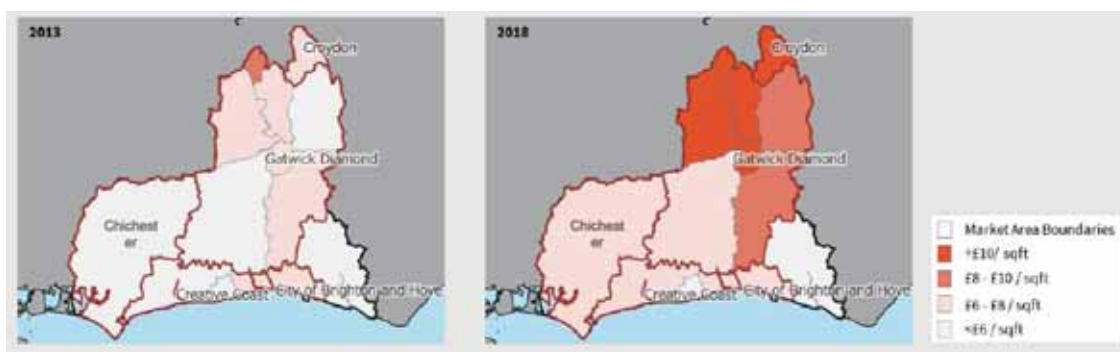 2013
Croydon
Gatwick Diamond
Chichest
er
Creative Coast
City of Brighton and Hove
2018
Croydon
Gatwick Diamond
Chichest
er
Creative Coast
City of Brighton and Hove
Market Area Boundaries
+£10/ sqft
£8 - £10 / sqft
£6 - £8 / sqft
<£6 / sqft